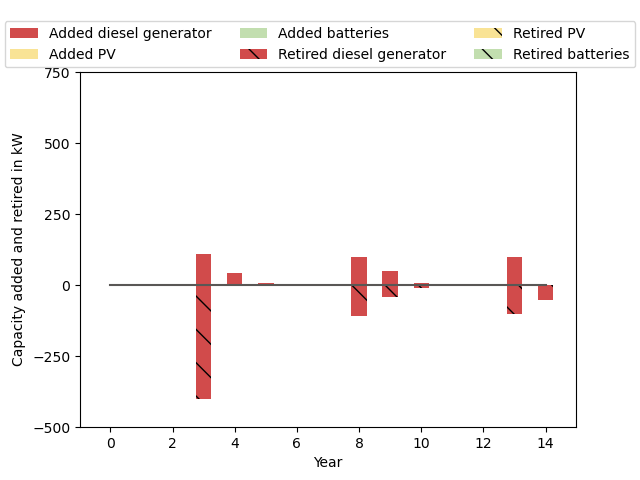 Added diesel generator Added batteries Retired PV
Added PV Retired diesel generator Retired batteries
750
500
250
0
−250
−500
Capacity added and retired in kW
0 2 4 6 8 10 12 14
Year